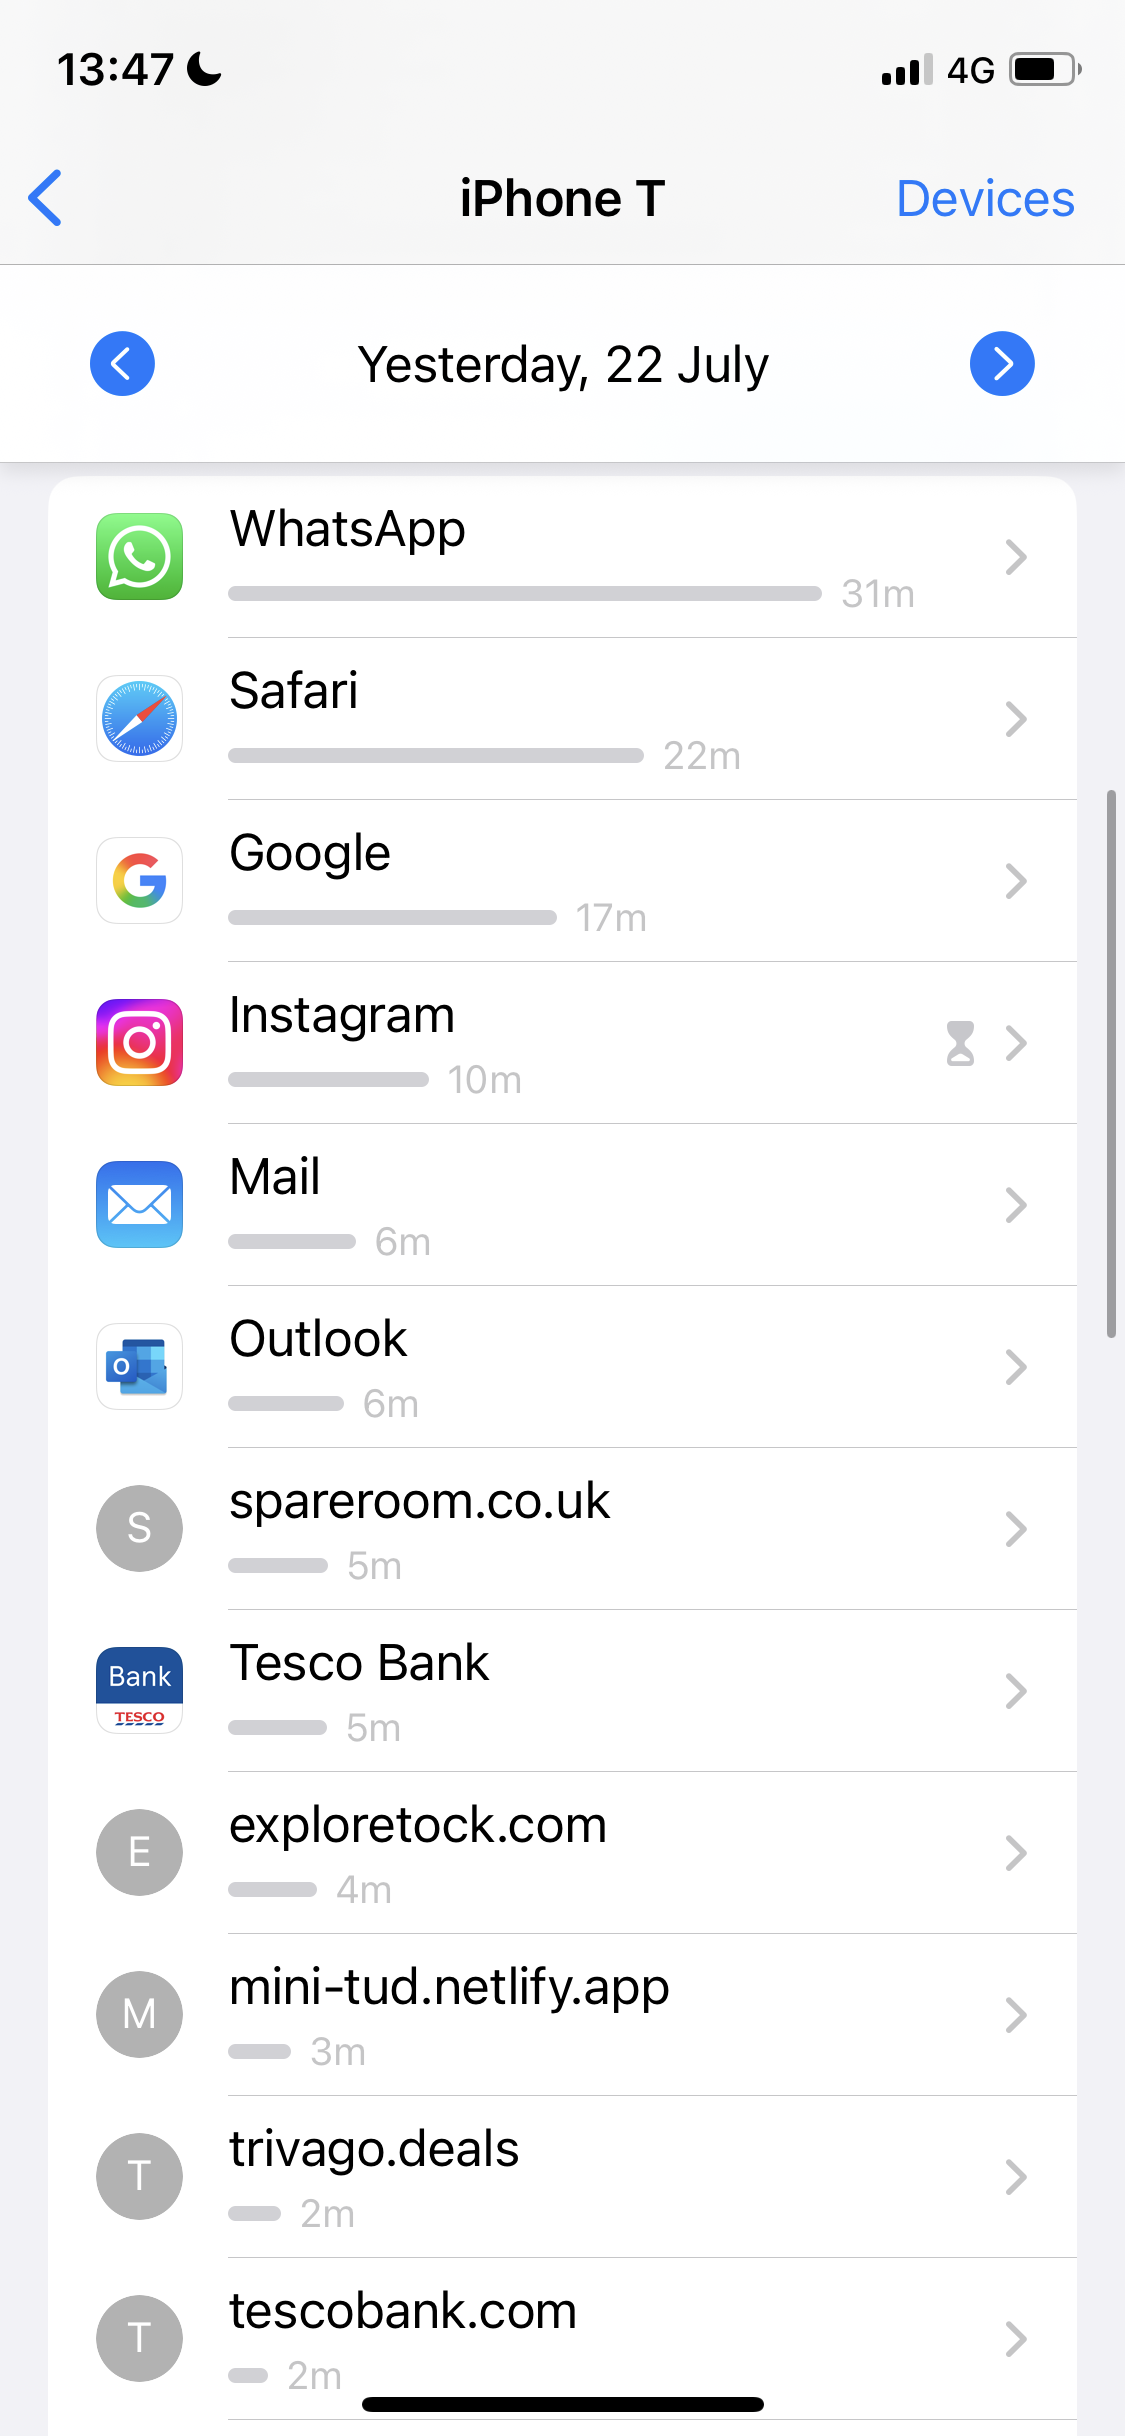 13:47 4G
iPhone T Devices
Yesterday, 22 July
WhatsApp
31m
Safari
22m
Google
17m
Instagram
10m
Mail
6m
Outlook
6m
S spareroom.co.uk
5m
Bank TESCO Tesco Bank
5m
E exploretock.com
4m
M mini-tud.netlify.app
3m
T trivago.deals
2m
T tescobank.com
2m